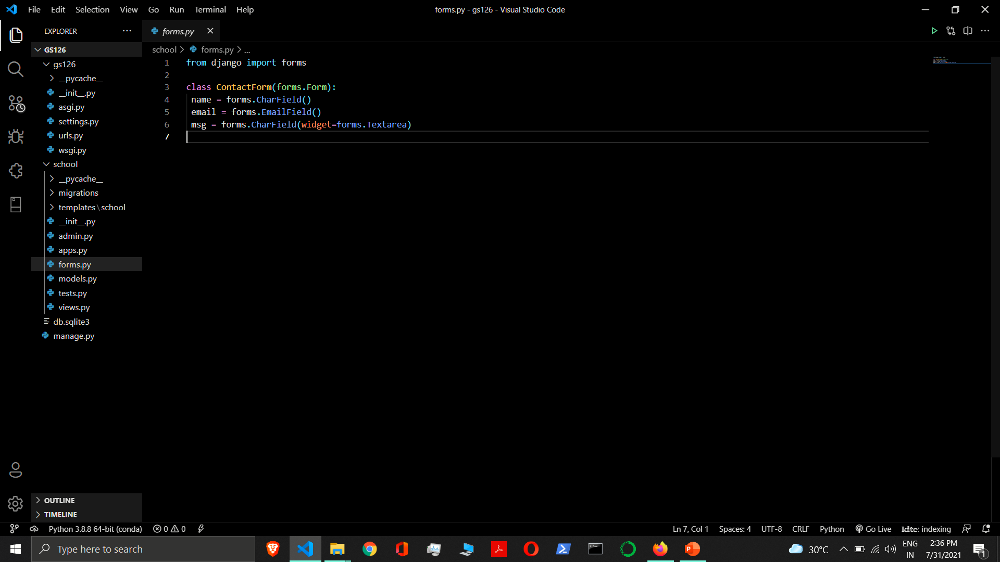 File Edit Selection View Go Run Terminal Help
forms.py - gs126 - Visual Studio Code
EXPLORER
forms.py
GS126
school > forms.py > ...
gs126
__pycache__
__init__.py
asgi.py
settings.py
urls.py
wsgi.py
school
__pycache__
migrations
templates\school
__init__.py
admin.py
apps.py
forms.py
models.py
tests.py
views.py
db.sqlite3
manage.py
1 from django import forms
2
3 class ContactForm(forms.Form):
4 name = forms.CharField()
5 email = forms.EmailField()
6 msg = forms.CharField(widget=forms.Textarea)
7
OUTLINE
TIMELINE
Python 3.8.8 64-bit (conda) 0 0
Ln 7, Col 1 Spaces: 4 UTF-8 CRLF Python Go Live kite: indexing
Type here to search
30°C
ENG
IN
2:36 PM
7/31/2021
1